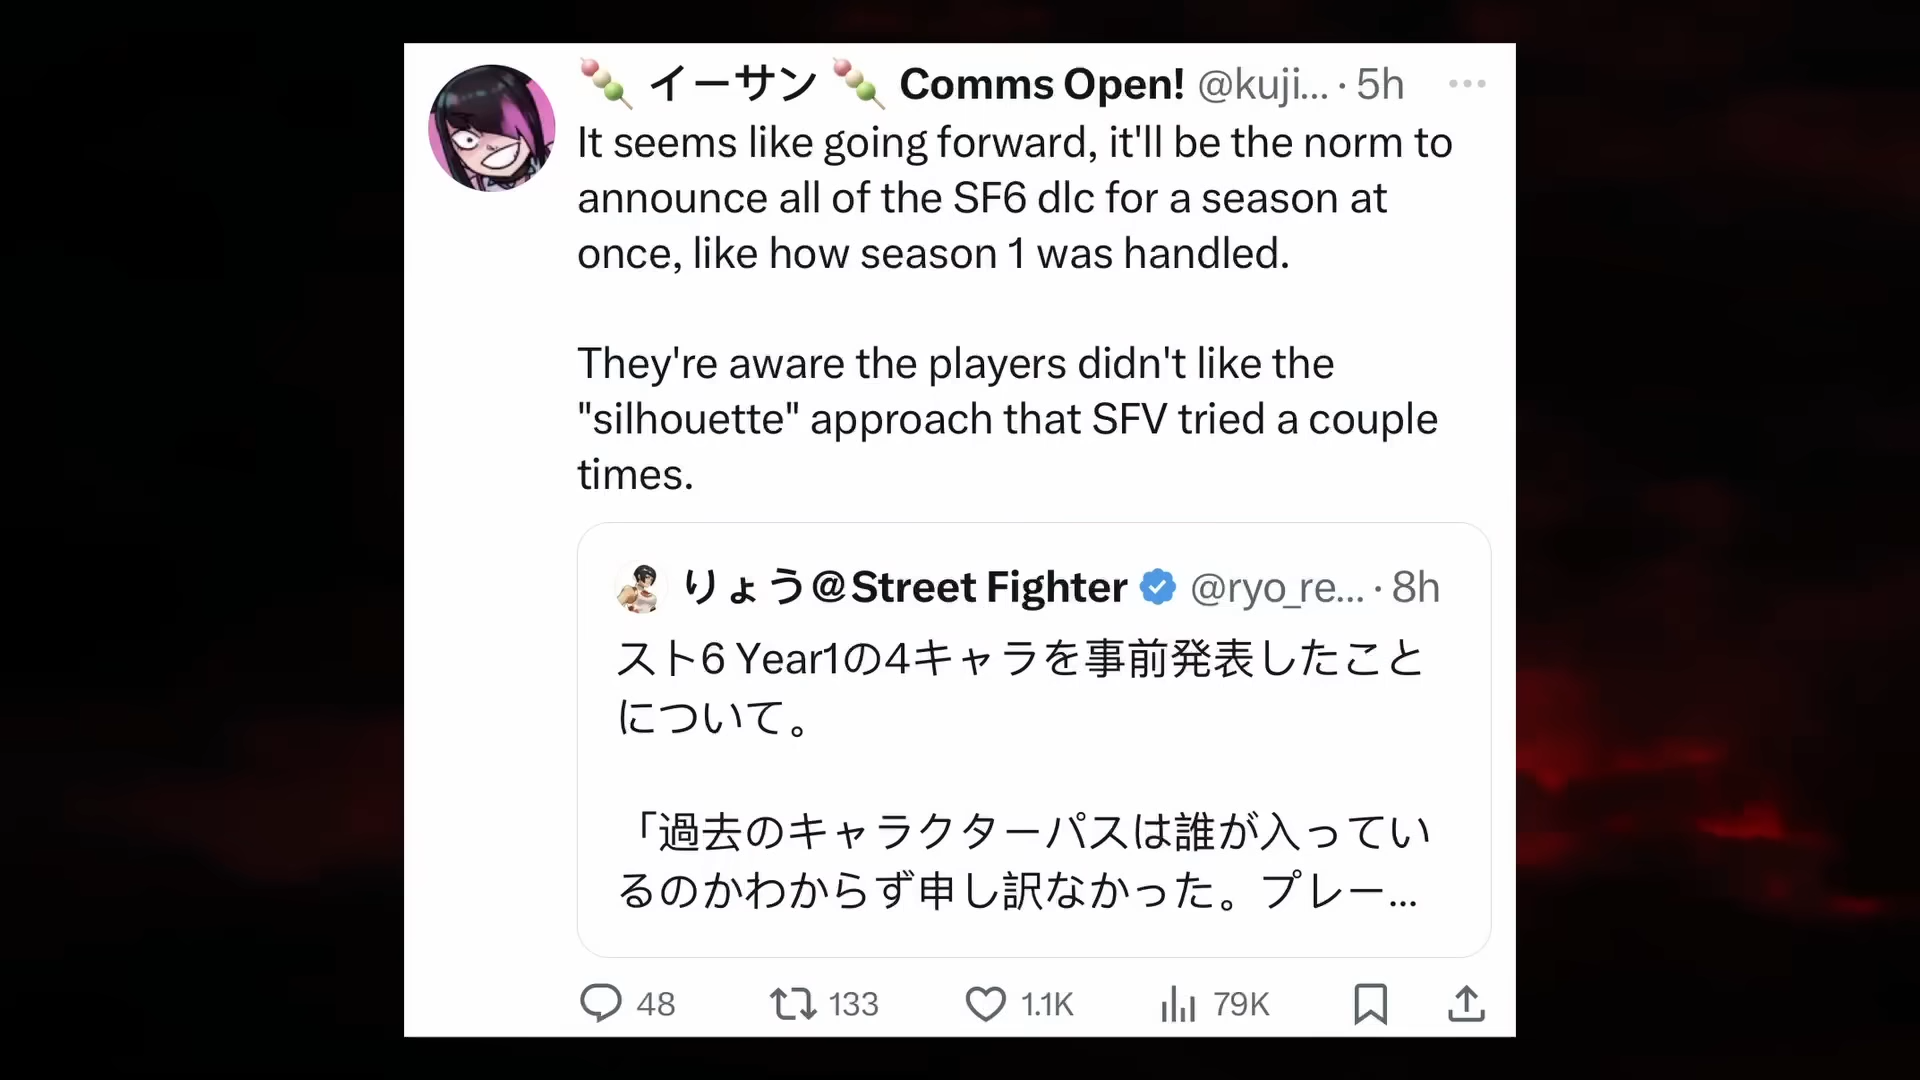 🍡 イーサン 🍡 Comms Open! @kuji... · 5h
It seems like going forward, it'll be the norm to
announce all of the SF6 dlc for a season at
once, like how season 1 was handled.
They're aware the players didn't like the
"silhouette" approach that SFV tried a couple
times.
りょう@Street Fighter @ryo_re... · 8h
スト6 Year1の4キャラを事前発表したこと
について。
「過去のキャラクターパスは誰が入ってい
るのかわからず申し訳なかった。プレー...
48 133 1.1K 79K